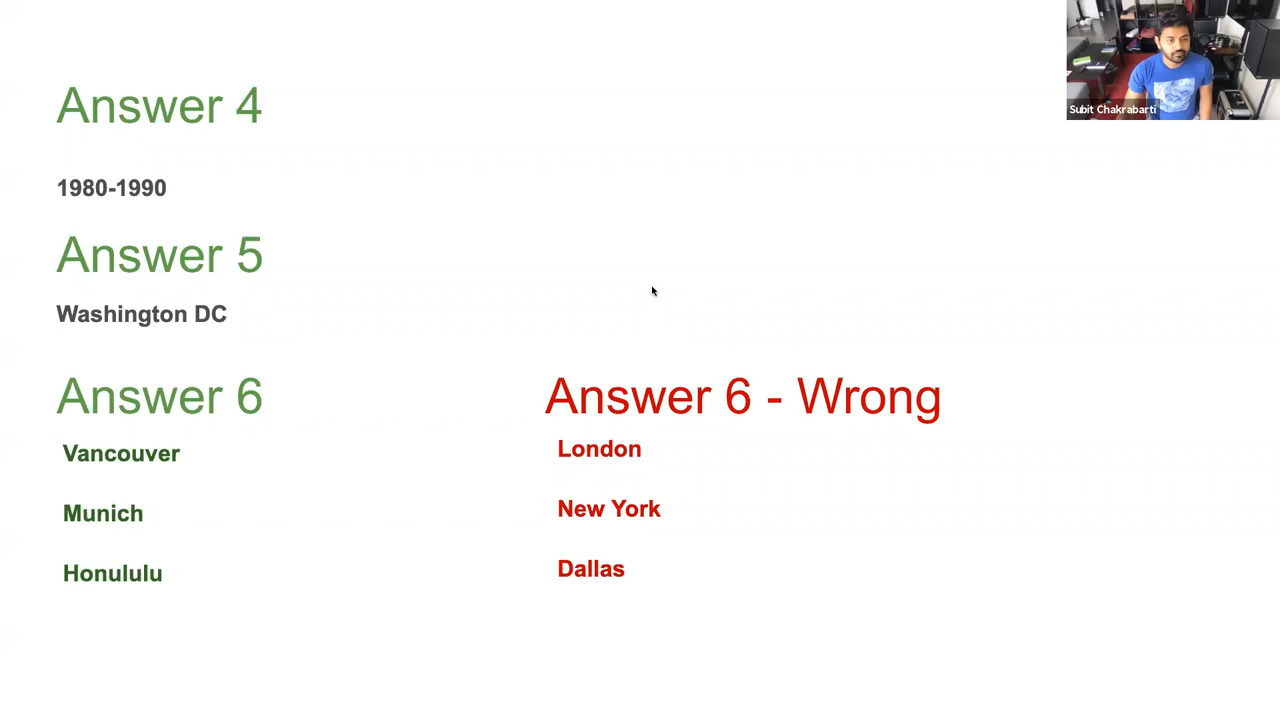 Subit Chakrabarti
Answer 4
1980-1990
Answer 5
Washington DC
Answer 6
Vancouver
Munich
Honululu
Answer 6 - Wrong
London
New York
Dallas